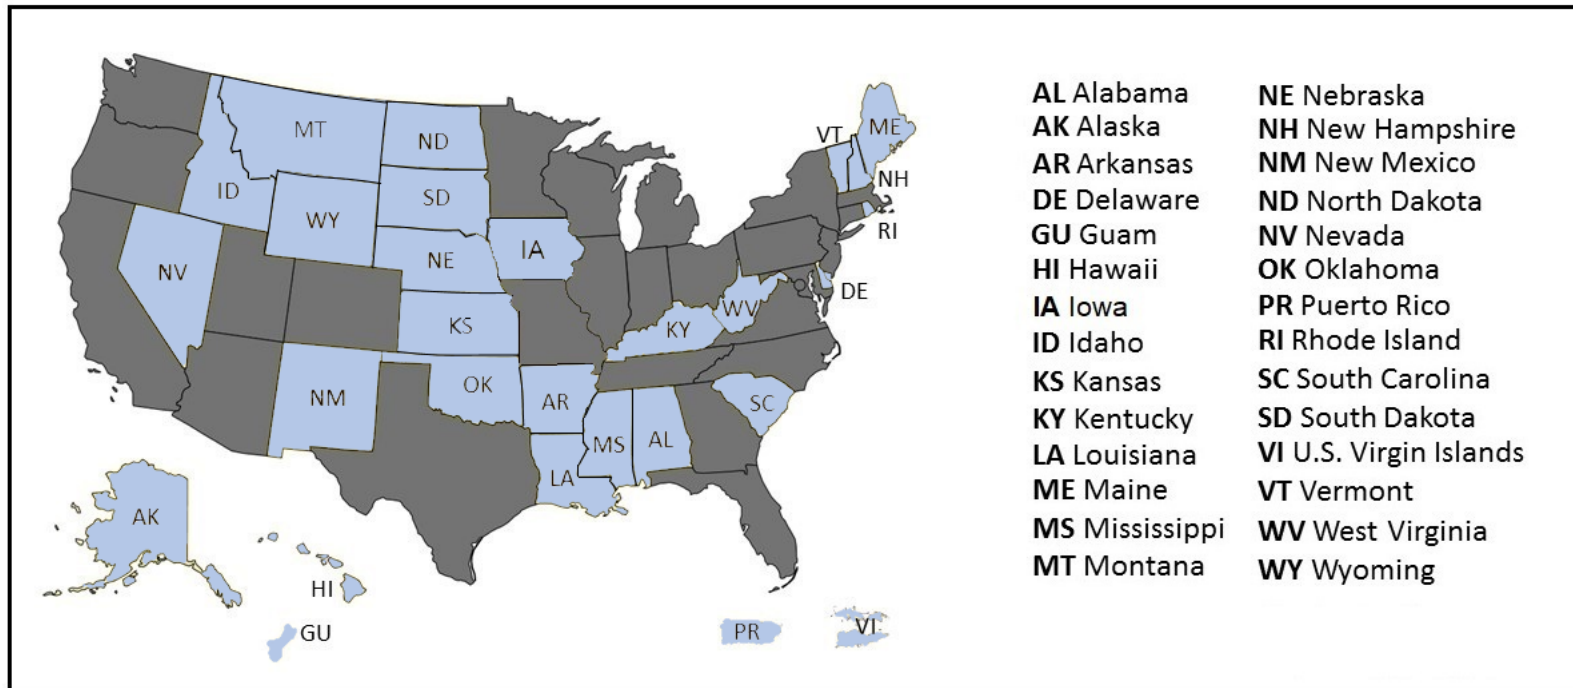 MT
ND
ID
WY
SD
NV
NE
IA
KS
NM
OK
AR
LA
MS
AL
KY
WV
SC
VT
ME
NH
RI
DE
AK
HI
GU
PR
VI
AL Alabama
AK Alaska
AR Arkansas
DE Delaware
GU Guam
HI Hawaii
IA Iowa
ID Idaho
KS Kansas
KY Kentucky
LA Louisiana
ME Maine
MS Mississippi
MT Montana
NE Nebraska
NH New Hampshire
NM New Mexico
ND North Dakota
NV Nevada
OK Oklahoma
PR Puerto Rico
RI Rhode Island
SC South Carolina
SD South Dakota
VI U.S. Virgin Islands
VT Vermont
WV West Virginia
WY Wyoming